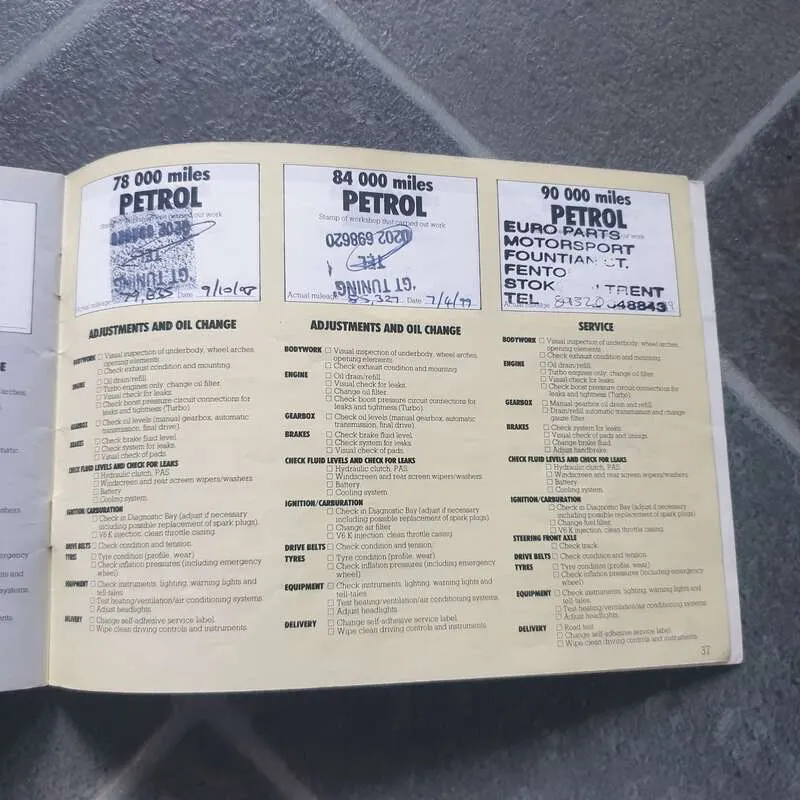 78 000 miles
PETROL
Stamp of workshop that carried out work
0202 698620
TEL
GT TUNING
Actual mileage
Date 9/10/98
ADJUSTMENTS AND OIL CHANGE
BODYWORK □ Visual inspection of underbody, wheel arches,
opening elements
□ Check exhaust condition and mounting.
ENGINE □ Oil drain/refill.
□ Turbo engines only: change oil filter.
□ Visual check for leaks.
□ Check boost pressure circuit connections for
leaks and tightness (Turbo).
GEARBOX □ Check oil levels (manual gearbox, automatic
transmission, final drive).
BRAKES □ Check brake fluid level.
□ Check system for leaks.
□ Visual check of pads.
CHECK FLUID LEVELS AND CHECK FOR LEAKS
□ Hydraulic clutch, PAS.
□ Windscreen and rear screen wipers/washers
□ Battery
□ Cooling system.
IGNITION/CARBURATION
□ Check in Diagnostic Bay (adjust if necessary
including possible replacement of spark plugs).
□ V6 K injection: clean throttle casing.
DRIVE BELTS □ Check condition and tension.
TYRES □ Tyre condition (profile, wear)
□ Check inflation pressures (including emergency
wheel)
EQUIPMENT □ Check instruments, lighting, warning lights and
tell-tales.
□ Test heating/ventilation/air conditioning systems.
□ Adjust headlights.
DELIVERY □ Change self-adhesive service label.
□ Wipe clean driving controls and instruments.
84 000 miles
PETROL
Stamp of workshop that carried out work
0202 698620
TEL
'GT TUNING
Actual mileage 83,327 Date 7/4/99
ADJUSTMENTS AND OIL CHANGE
BODYWORK □ Visual inspection of underbody, wheel arches,
opening elements.
□ Check exhaust condition and mounting.
ENGINE □ Oil drain/refill.
□ Visual check for leaks.
□ Change oil filter.
□ Check boost pressure circuit connections for
leaks and tightness (Turbo).
GEARBOX □ Check oil levels (manual gearbox, automatic
transmission, final drive).
BRAKES □ Check brake fluid level.
□ Check system for leaks.
□ Visual check of pads.
CHECK FLUID LEVELS AND CHECK FOR LEAKS
□ Hydraulic clutch, PAS.
□ Windscreen and rear screen wipers/washers
□ Battery
□ Cooling system.
IGNITION/CARBURATION
□ Check in Diagnostic Bay (adjust if necessary
including possible replacement of spark plugs)
□ Change air filter
□ V6 K injection: clean throttle casing.
DRIVE BELTS □ Check condition and tension.
TYRES □ Tyre condition (profile, wear)
□ Check inflation pressures (including emergency
wheel)
EQUIPMENT □ Check instruments, lighting, warning lights and
tell-tales.
□ Test heating/ventilation/air conditioning systems.
□ Adjust headlights.
DELIVERY □ Change self-adhesive service label.
□ Wipe clean driving controls and instruments.
90 000 miles
PETROL
EURO PARTS
MOTORSPORT
TRENT
TEL
SERVICE
BODYWORK □ Visual inspection of underbody, wheel arches,
opening elements
□ Check exhaust condition and mounting
ENGINE □ Oil drain/refill.
□ Turbo engines only: change oil filter.
□ Visual check for leaks
□ Check boost pressure circuit connections for
leaks and tightness (Turbo)
GEARBOX □ Manual gearbox oil drain and refill.
□ Drain/refill automatic transmission and change
gauze filter
BRAKES □ Check system for leaks.
□ Visual check of pads and linings.
□ Change brake fluid
□ Adjust handbrake.
CHECK FLUID LEVELS AND CHECK FOR LEAKS
□ Hydraulic clutch, PAS.
□ Windscreen and rear screen wipers/washers
□ Battery
□ Cooling system.
IGNITION/CARBURATION
□ Check in Diagnostic Bay (adjust if necessary
including possible replacement of spark plugs)
□ Change fuel filter.
□ V6 K injection: clean throttle casing.
STEERING FRONT AXLE
□ Check track
DRIVE BELTS □ Check condition and tension.
TYRES □ Tyre condition (profile, wear)
□ Check inflation pressures (including emergency
wheel)
EQUIPMENT □ Check instruments, lighting, warning lights and
tell-tales.
□ Test heating/ventilation/air conditioning systems
□ Adjust headlights.
DELIVERY □ Road test
□ Change self-adhesive service label.
□ Wipe clean driving controls and instruments.
37